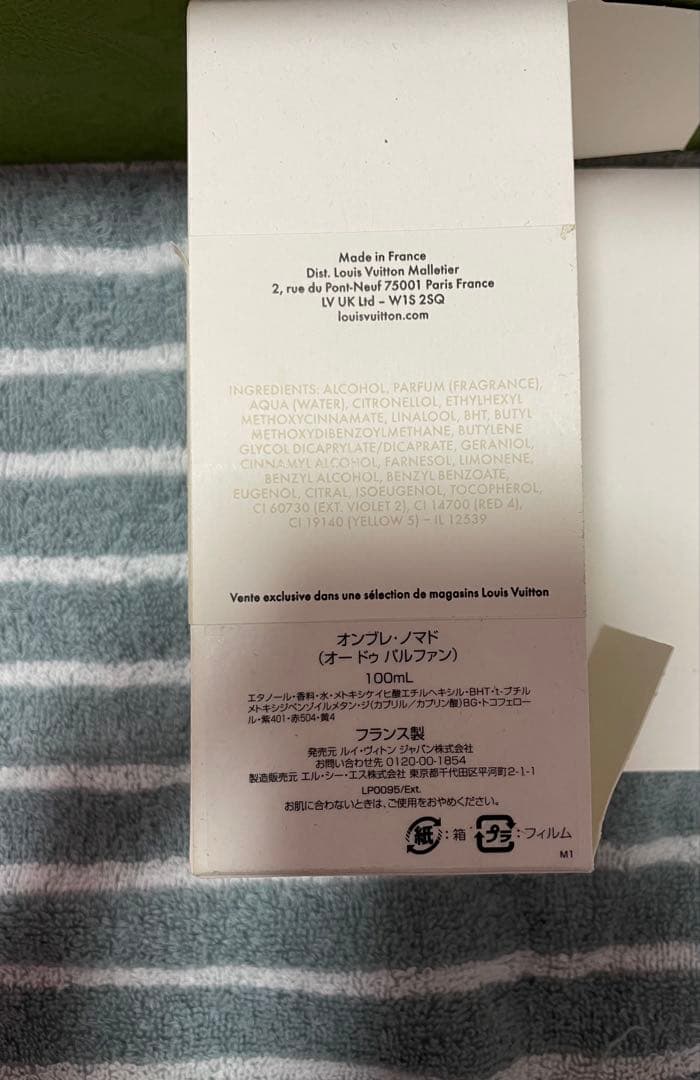 Made in France
Dist. Louis Vuitton Malletier
2, rue du Pont-Neuf 75001 Paris France
LV UK Ltd – W1S 2SQ
louisvuitton.com
INGREDIENTS: ALCOHOL, PARFUM (FRAGRANCE),
AQUA (WATER), CITRONELLOL, ETHYLHEXYL
METHOXYCINNAMATE, LINALOOL, BHT, BUTYL
METHOXYDIBENZOYLMETHANE, BUTYLENE
GLYCOL DICAPRYLATE/DICAPRATE, GERANIOL,
CINNAMYL ALCOHOL, FARNESOL, LIMONENE,
BENZYL ALCOHOL, BENZYL BENZOATE,
EUGENOL, CITRAL, ISOEUGENOL, TOCOPHEROL,
CI 60730 (EXT. VIOLET 2), CI 14700 (RED 4),
CI 19140 (YELLOW 5) – IL 12539
Vente exclusive dans une sélection de magasins Louis Vuitton
オンブレ・ノマド
(オー ドゥ パルファン)
100mL
エタノール・香料・水・メトキシケイヒ酸エチルヘキシル・BHT・t-ブチル
メトキシジベンゾイルメタン・ジ(カプリル/カプリン酸)BG・トコフェロ
ール・紫401・赤504・黄4
フランス製
発売元 ルイ・ヴィトン ジャパン株式会社
お問い合わせ先 0120-00-1854
製造販売元 エル・シー・エス株式会社 東京都千代田区平河町2-1-1
LP0095/Ext.
お肌に合わないときは、ご使用をおやめください。
紙:箱 プラ:フィルム
M1